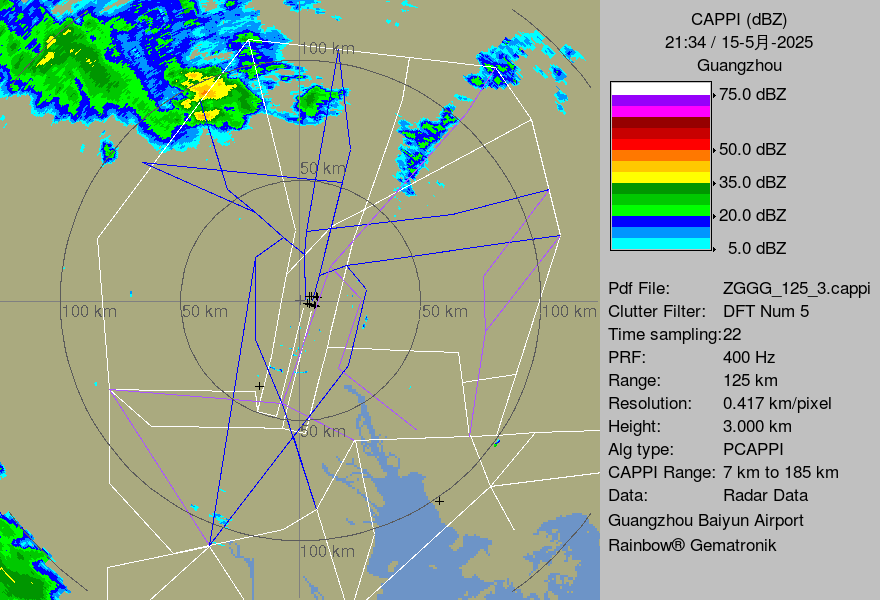 CAPPI (dBZ)
21:34 / 15-5月-2025
Guangzhou
75.0 dBZ
50.0 dBZ
35.0 dBZ
20.0 dBZ
5.0 dBZ
Pdf File: ZGGG_125_3.cappi
Clutter Filter: DFT Num 5
Time sampling:22
PRF: 400 Hz
Range: 125 km
Resolution: 0.417 km/pixel
Height: 3.000 km
Alg type: PCAPPI
CAPPI Range: 7 km to 185 km
Data: Radar Data
Guangzhou Baiyun Airport
Rainbow® Gematronik
100 km
50 km
100 km
50 km
50 km
100 km
50 km
100 km